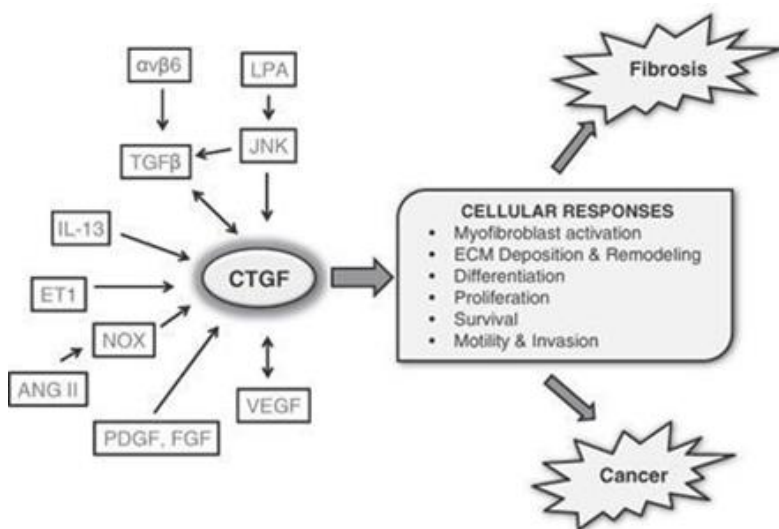 αvβ6
LPA
Fibrosis
TGFβ
JNK
IL-13
CTGF
ET1
NOX
ANG II
PDGF, FGF
VEGF
CELLULAR RESPONSES
• Myofibroblast activation
• ECM Deposition & Remodeling
• Differentiation
• Proliferation
• Survival
• Motility & Invasion
Cancer